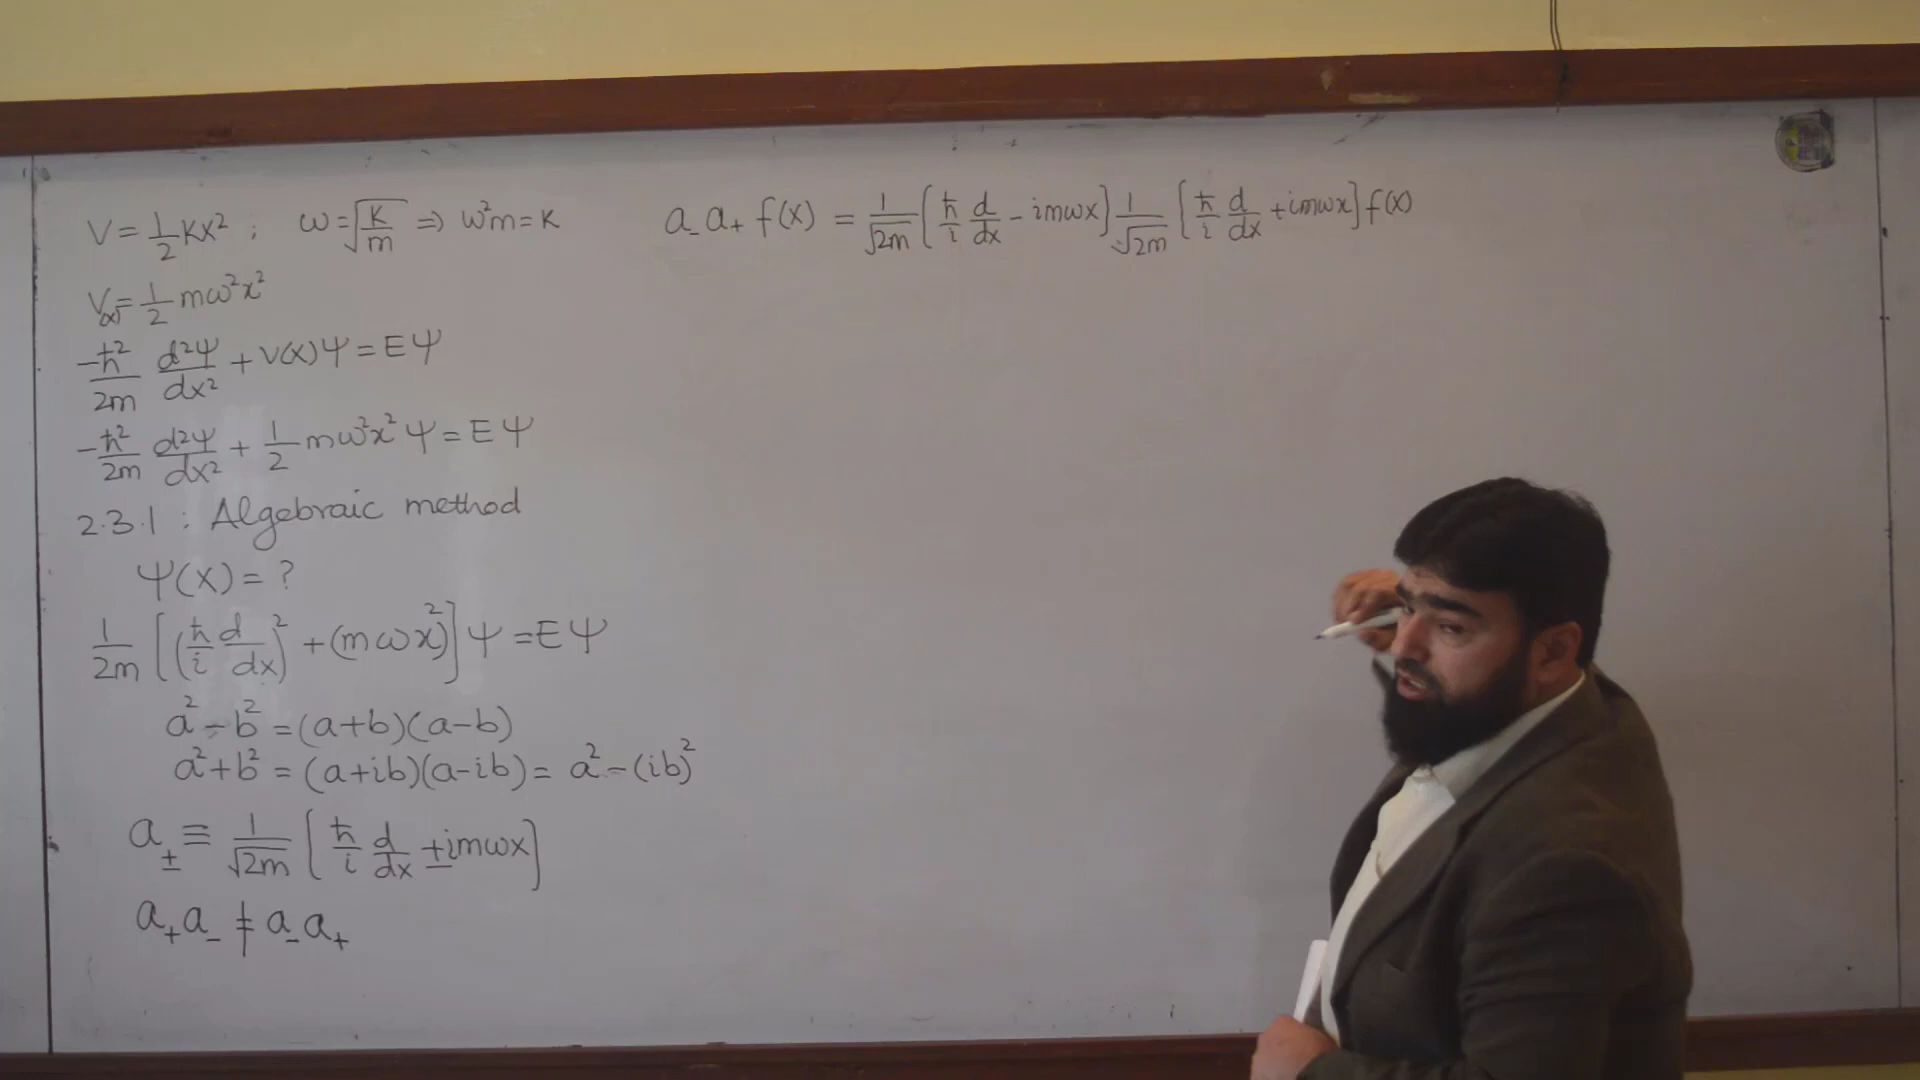 V = 1/2 Kx² ; ω = √(K/m) ⇒ ω²m = K
V(x) = 1/2 mω²x²
-ħ²/2m d²Ψ/dx² + V(x)Ψ = EΨ
-ħ²/2m d²Ψ/dx² + 1/2 mω²x² Ψ = EΨ
2.3.1 : Algebraic method
Ψ(x) = ?
1/2m [(ħ/i d/dx)² + (mωx)²] Ψ = EΨ
a² - b² = (a+b)(a-b)
a² + b² = (a+ib)(a-ib) = a² - (ib)²
a± ≡ 1/√2m [ħ/i d/dx ± imωx]
a₊a₋ ≠ a₋a₊
a₋a₊ f(x) = 1/√2m [ħ/i d/dx - imωx] 1/√2m [ħ/i d/dx + imωx] f(x)